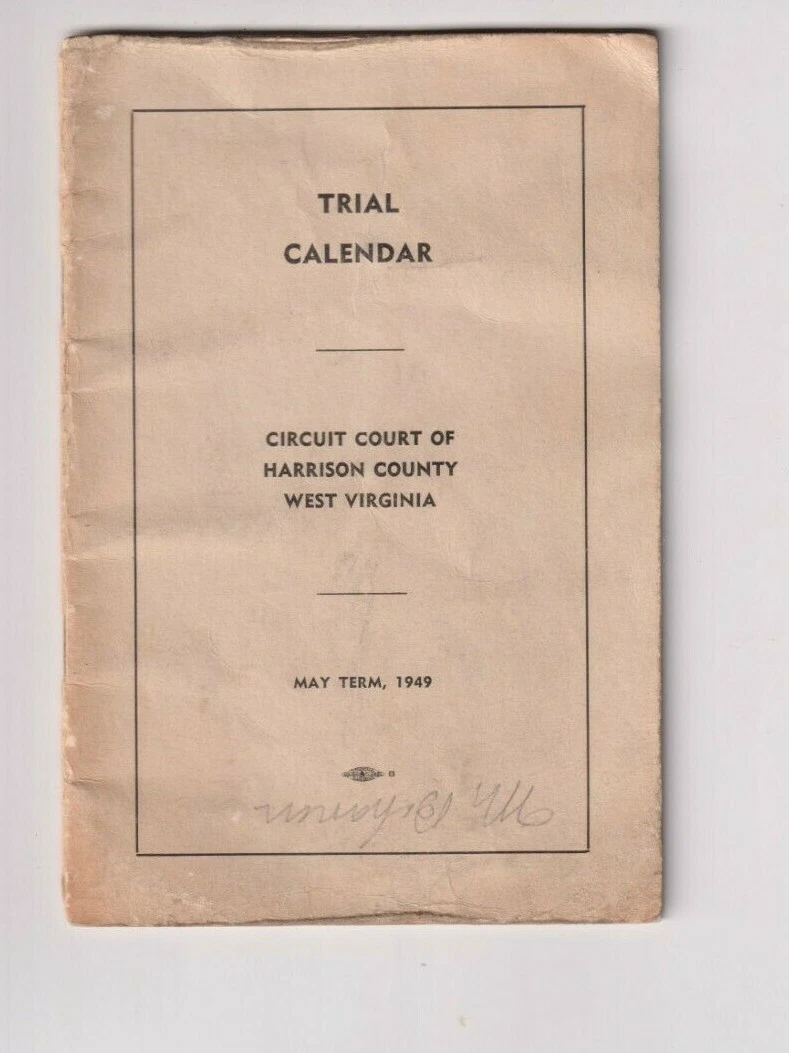 TRIAL
CALENDAR
CIRCUIT COURT OF
HARRISON COUNTY
WEST VIRGINIA
MAY TERM, 1949